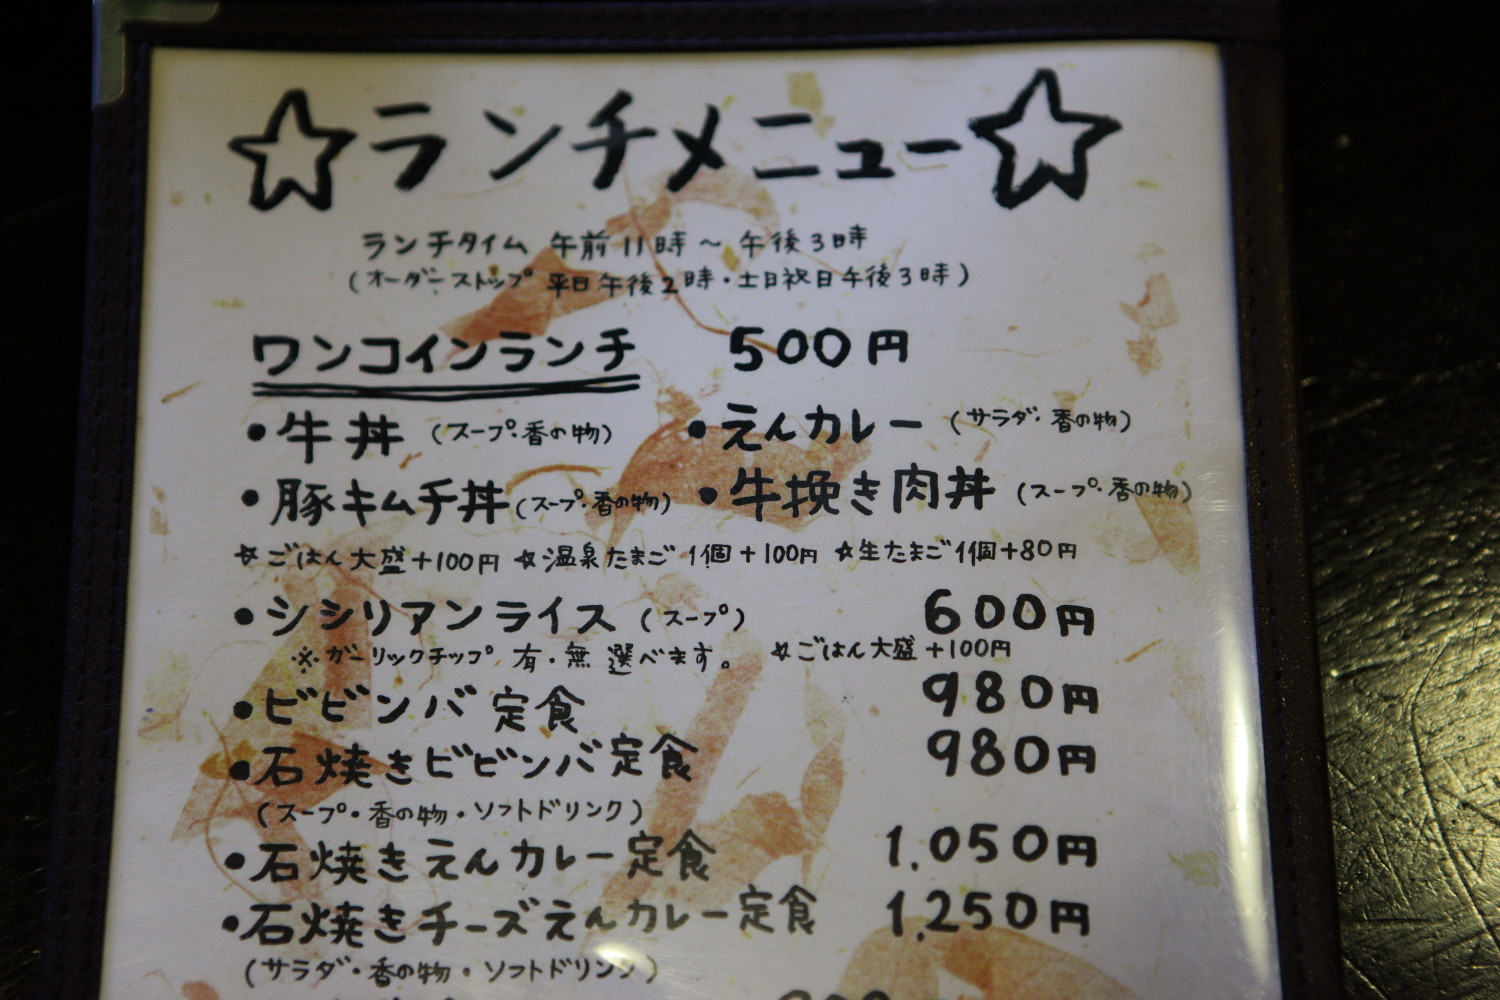 ☆ランチメニュー☆
ランチタイム 午前11時～午後3時
(オーダーストップ 平日午後2時・土日祝日午後3時)
ワンコインランチ 500円
•牛丼 (スープ・香の物) •えんカレー (サラダ・香の物)
•豚キムチ丼(スープ・香の物) •牛挽き肉丼 (スープ・香の物)
☆ごはん大盛+100円 ☆温泉たまご1個+100円 ☆生たまご1個+80円
•シシリアンライス (スープ) 600円
※ガーリックチップ 有・無 選べます。 ☆ごはん大盛+100円
•ビビンバ定食 980円
•石焼きビビンバ定食 980円
(スープ・香の物・ソフトドリンク)
•石焼きえんカレー定食 1,050円
•石焼きチーズえんカレー定食 1,250円
(サラダ・香の物・ソフトドリンク)